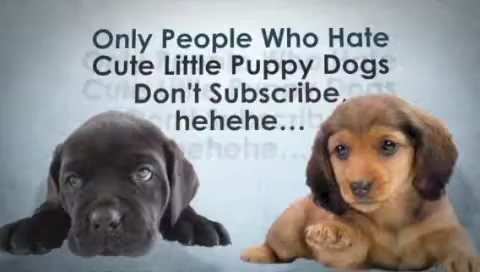 Only People Who Hate
Cute Little Puppy Dogs
Don't Subscribe,
hehehe...